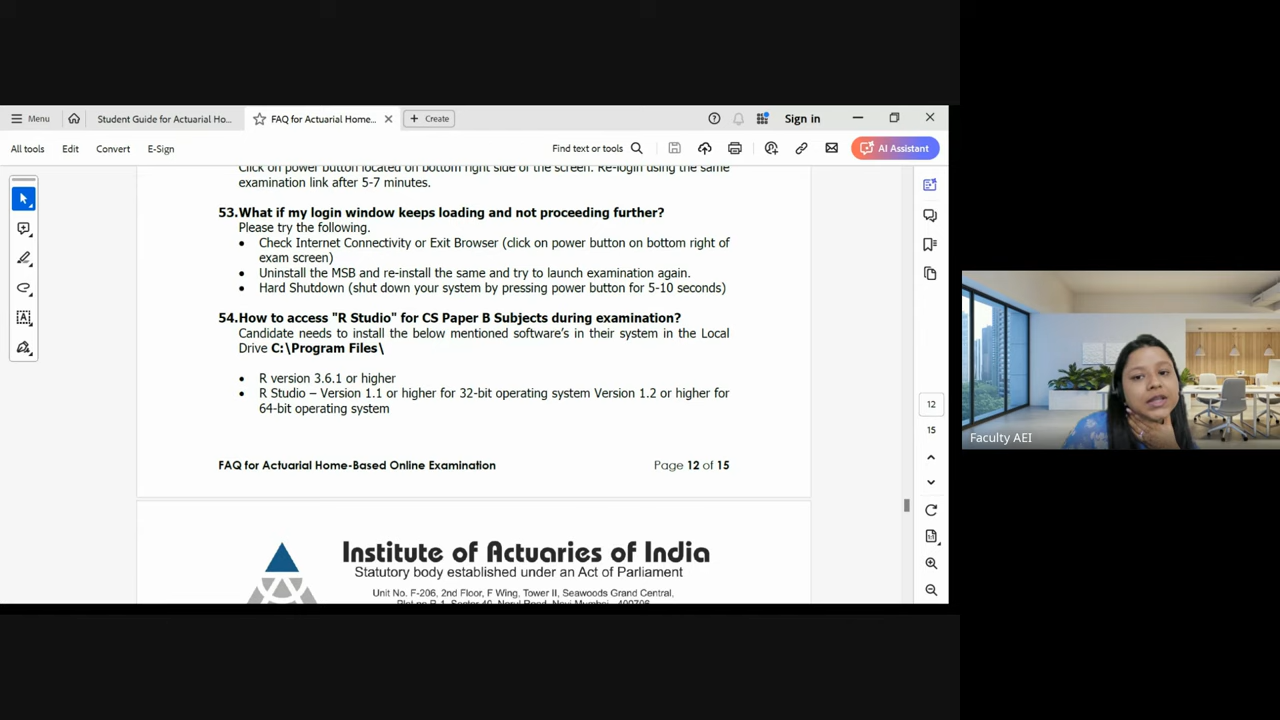 Menu
Student Guide for Actuarial Ho...
FAQ for Actuarial Home...
Create
Sign in
All tools
Edit
Convert
E-Sign
Find text or tools
AI Assistant
Click on power button located on bottom right side of the screen. Re-login using the same
examination link after 5-7 minutes.
53.What if my login window keeps loading and not proceeding further?
Please try the following.
• Check Internet Connectivity or Exit Browser (click on power button on bottom right of
exam screen)
• Uninstall the MSB and re-install the same and try to launch examination again.
• Hard Shutdown (shut down your system by pressing power button for 5-10 seconds)
54.How to access "R Studio" for CS Paper B Subjects during examination?
Candidate needs to install the below mentioned software's in their system in the Local
Drive C:\Program Files\
• R version 3.6.1 or higher
• R Studio – Version 1.1 or higher for 32-bit operating system Version 1.2 or higher for
64-bit operating system
FAQ for Actuarial Home-Based Online Examination
Page 12 of 15
Institute of Actuaries of India
Statutory body established under an Act of Parliament
Unit No. F-206, 2nd Floor, F Wing, Tower II, Seawoods Grand Central,
12
15
Faculty AEI